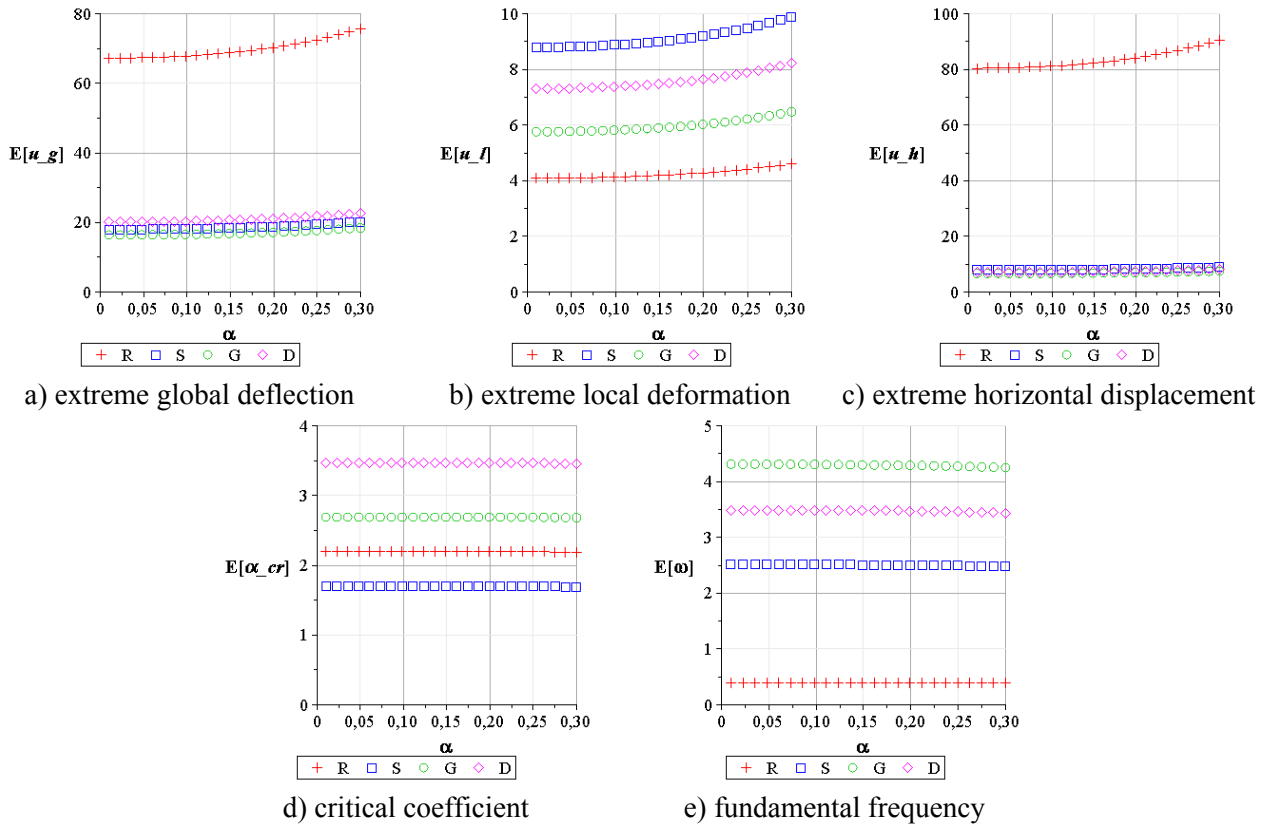 80
60
E[u_g]
40
20
0
0 0,05 0,10 0,15 0,20 0,25 0,30
α
R S G D
a) extreme global deflection
10
8
E[u_l]
6
4
2
0
0 0,05 0,10 0,15 0,20 0,25 0,30
α
R S G D
b) extreme local deformation
100
80
E[u_h]
60
40
20
0
0 0,05 0,10 0,15 0,20 0,25 0,30
α
R S G D
c) extreme horizontal displacement
4
3
E[α_cr]
2
1
0
0 0,05 0,10 0,15 0,20 0,25 0,30
α
R S G D
d) critical coefficient
5
4
3
E[ω]
2
1
0
0 0,05 0,10 0,15 0,20 0,25 0,30
α
R S G D
e) fundamental frequency